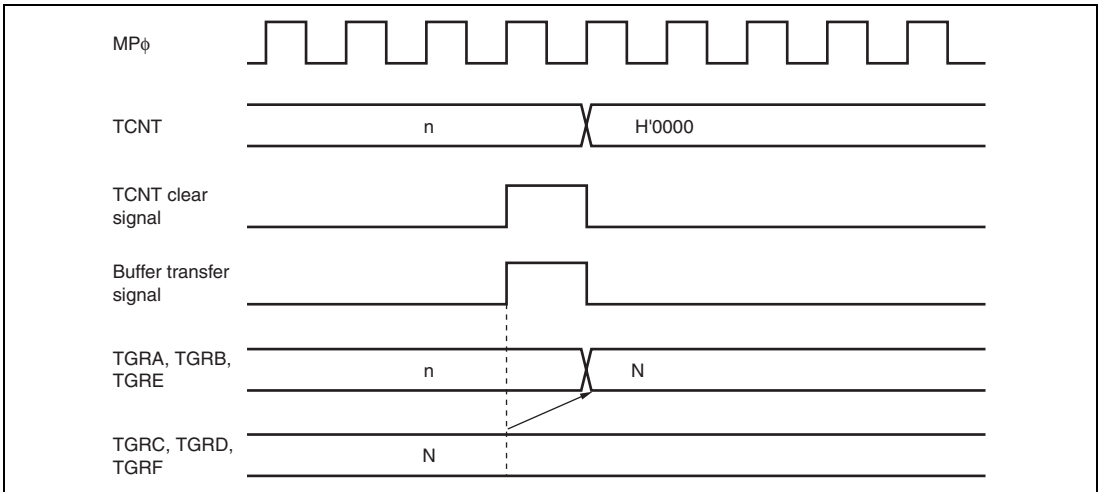 MPϕ
TCNT
n
H'0000
TCNT clear
signal
Buffer transfer
signal
TGRA, TGRB,
TGRE
n
N
TGRC, TGRD,
TGRF
N